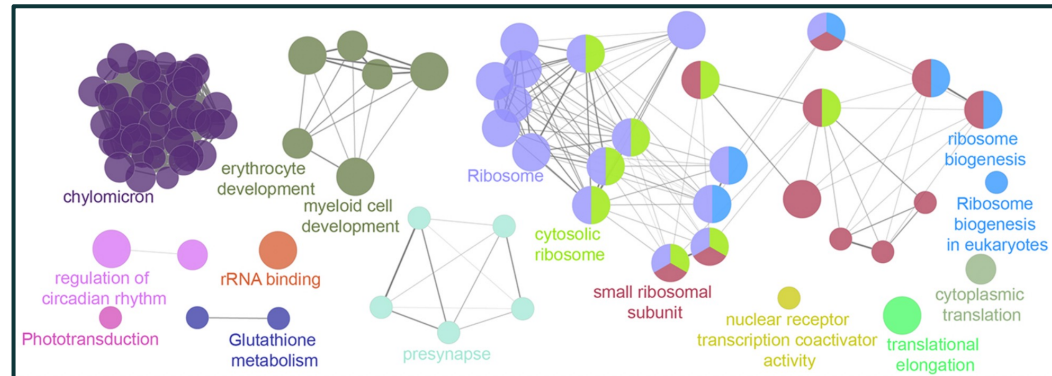 chylomicron
erythrocyte
development
myeloid cell
development
Ribosome
cytosolic
ribosome
small ribosomal
subunit
ribosome
biogenesis
Ribosome
biogenesis
in eukaryotes
cytoplasmic
translation
translational
elongation
nuclear receptor
transcription coactivator
activity
presynapse
rRNA binding
regulation of
circadian rhythm
Phototransduction
Glutathione
metabolism